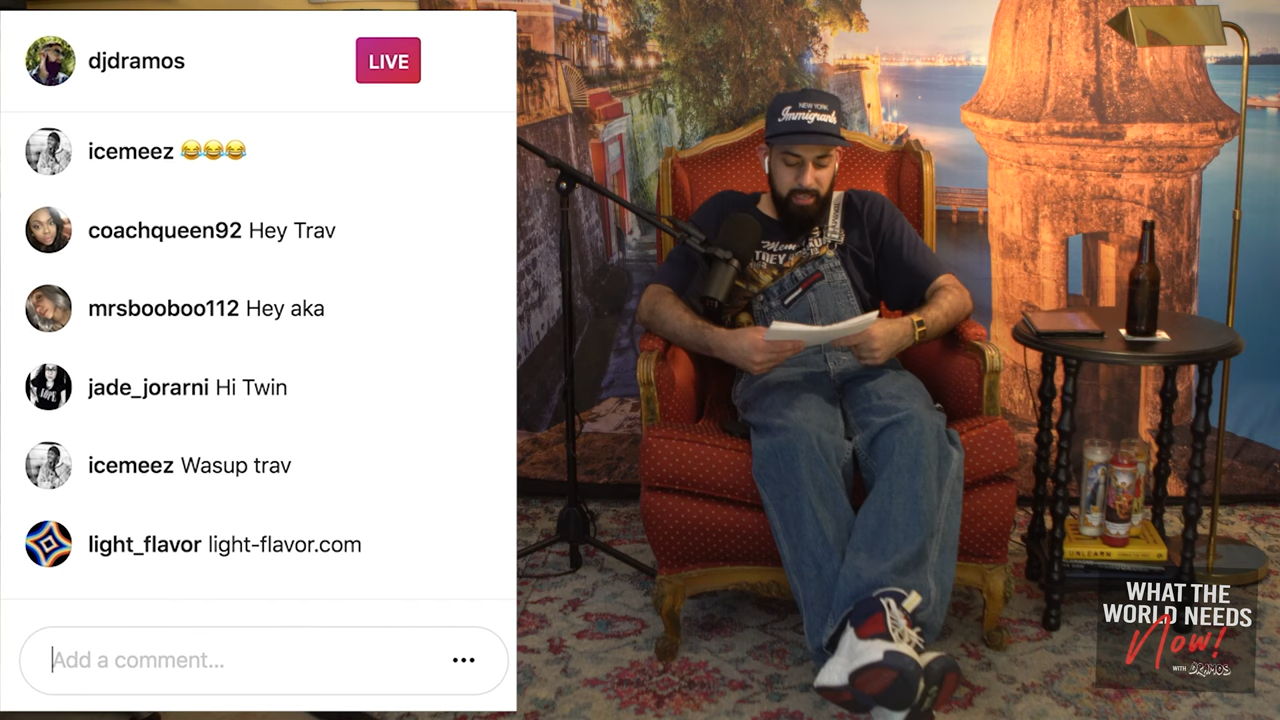 djdramos
LIVE
icemeez 😂😂😂
coachqueen92 Hey Trav
mrsbooboo112 Hey aka
jade_jorarni Hi Twin
icemeez Wasup trav
light_flavor light-flavor.com
Add a comment...
NEW YORK
Immigrants
THEY
UNLEARN
WHAT THE
WORLD NEEDS
Now!
WITH DRAMOS